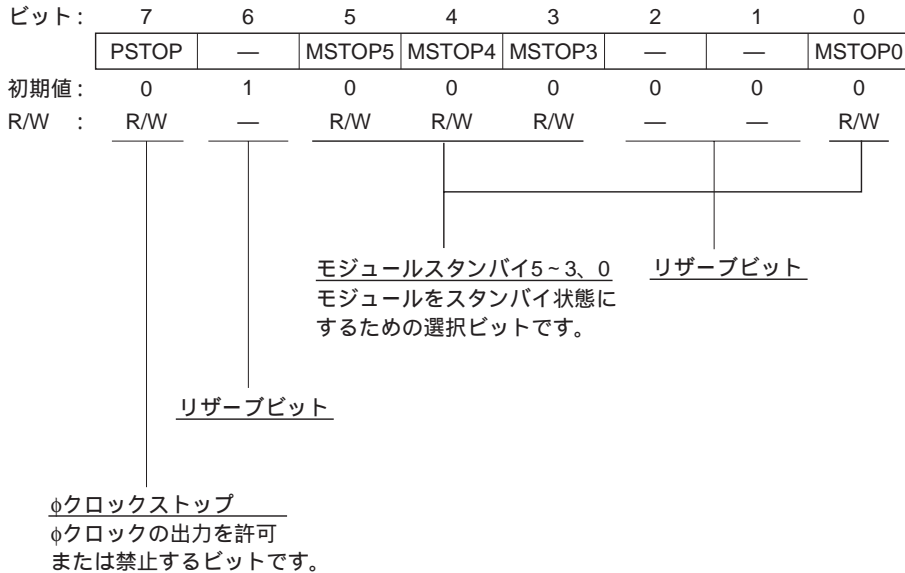 ビット: 7 6 5 4 3 2 1 0
PSTOP — MSTOP5 MSTOP4 MSTOP3 — — MSTOP0
初期値: 0 1 0 0 0 0 0 0
R/W : R/W — R/W R/W R/W — — R/W
モジュールスタンバイ5~3、0 リザーブビット
モジュールをスタンバイ状態に
するための選択ビットです。
リザーブビット
φクロックストップ
φクロックの出力を許可
または禁止するビットです。